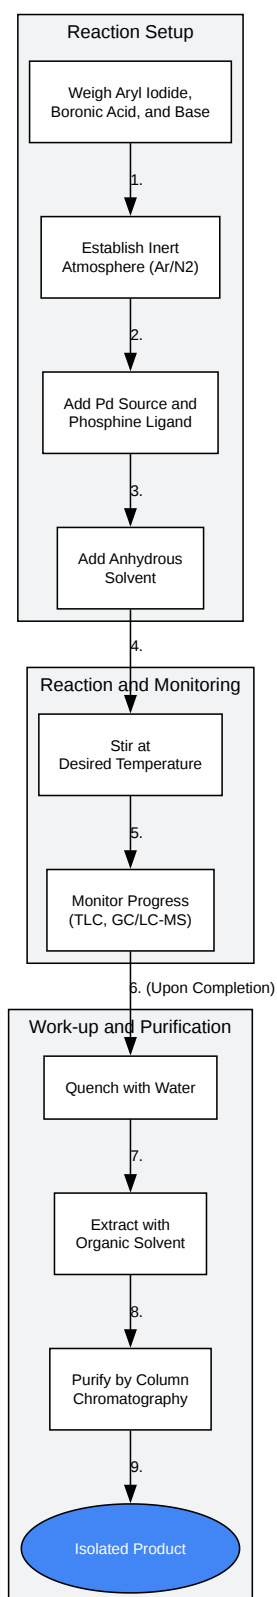 Reaction Setup
Weigh Aryl Iodide,
Boronic Acid, and Base
1.
Establish Inert
Atmosphere (Ar/N2)
2.
Add Pd Source and
Phosphine Ligand
3.
Add Anhydrous
Solvent
4.
Reaction and Monitoring
Stir at
Desired Temperature
5.
Monitor Progress
(TLC, GC/LC-MS)
6. (Upon Completion)
Work-up and Purification
Quench with Water
7.
Extract with
Organic Solvent
8.
Purify by Column
Chromatography
9.
Isolated Product